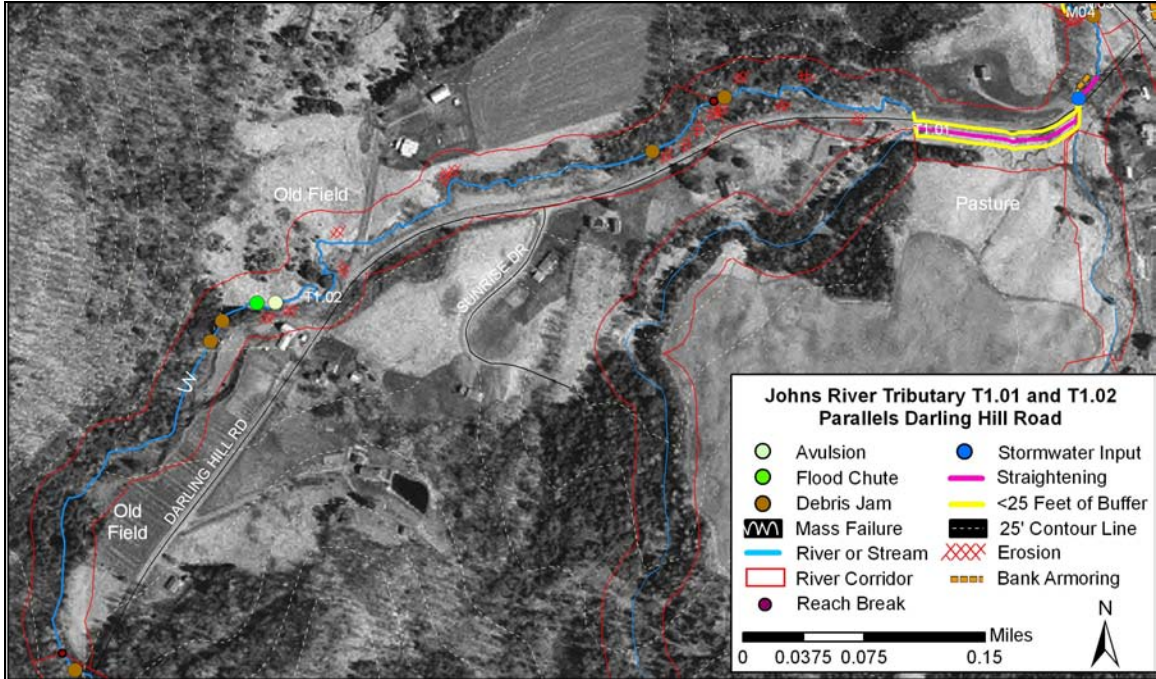 M04
T1.01
Old Field
Pasture
SUNRISE DR
T1.02
UN
DARLING HILL RD
Old
Field
Johns River Tributary T1.01 and T1.02
Parallels Darling Hill Road
Avulsion
Stormwater Input
Flood Chute
Straightening
Debris Jam
<25 Feet of Buffer
Mass Failure
25' Contour Line
River or Stream
Erosion
River Corridor
Bank Armoring
Reach Break
N
Miles
0 0.0375 0.075 0.15